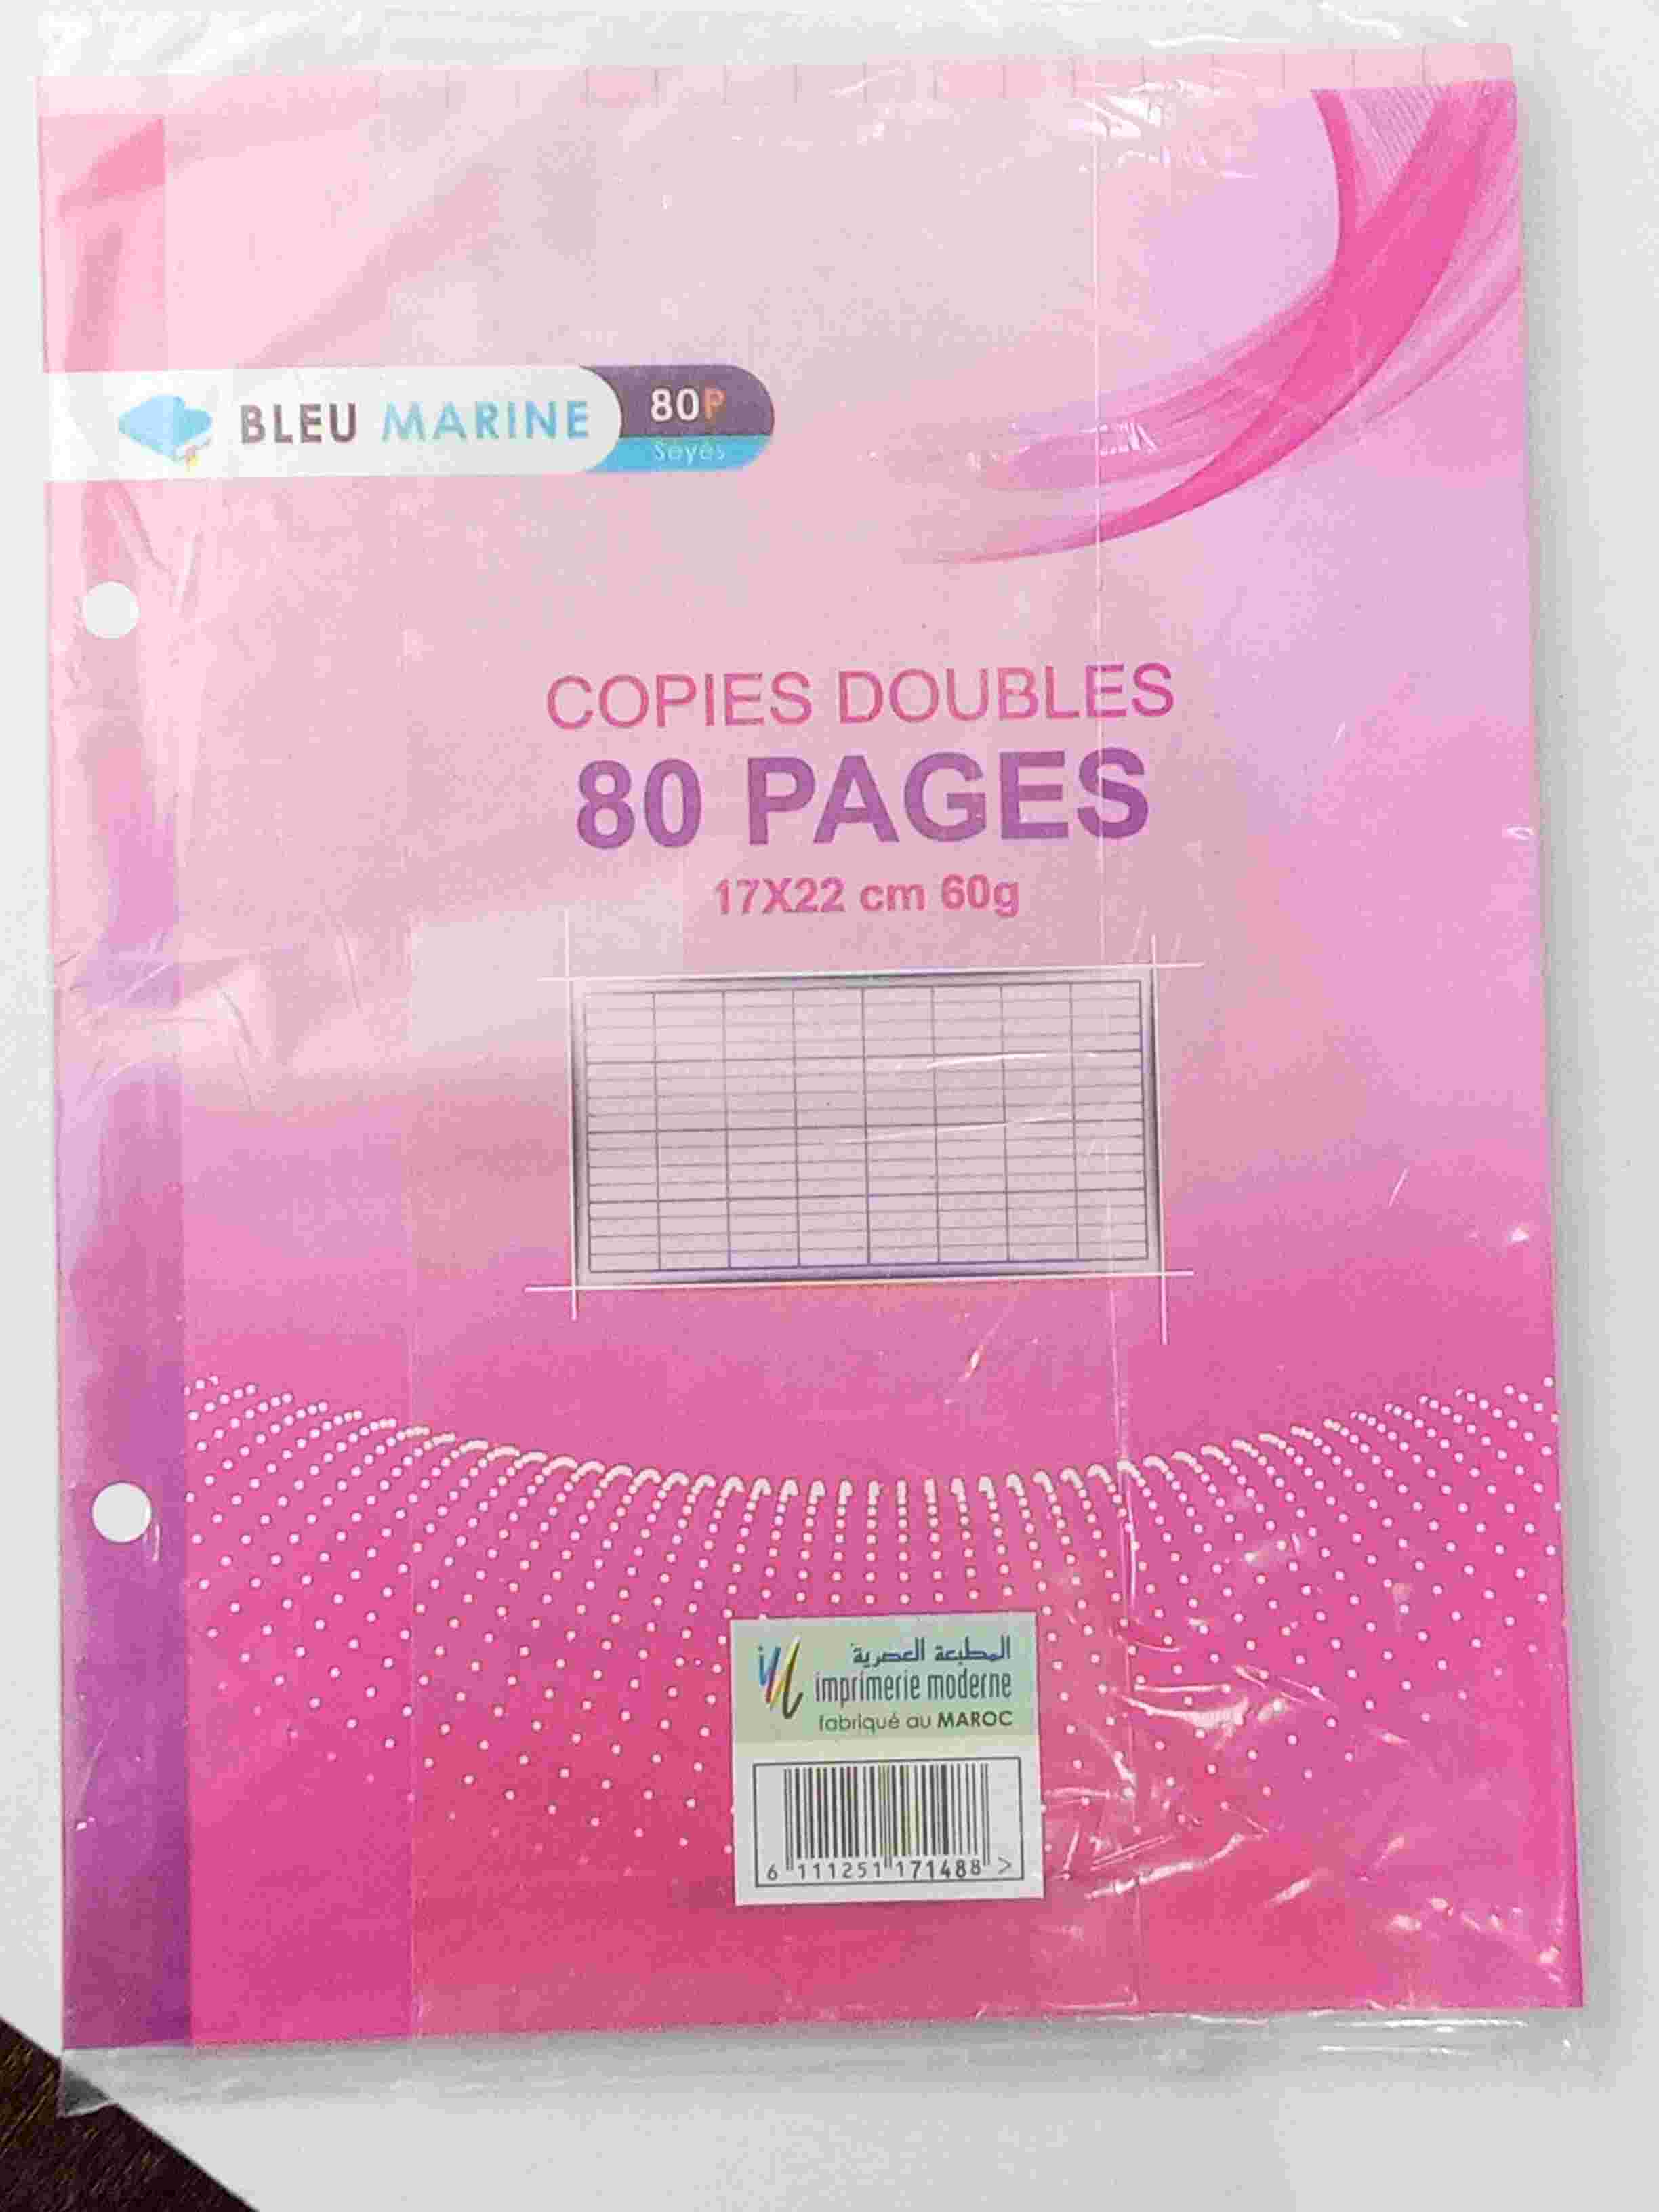 BLEU MARINE
80P
Seyès
COPIES DOUBLES
80 PAGES
17X22 cm 60g
المطبعة العصرية
imprimerie moderne
fabriqué au MAROC
6 111251 171488 >